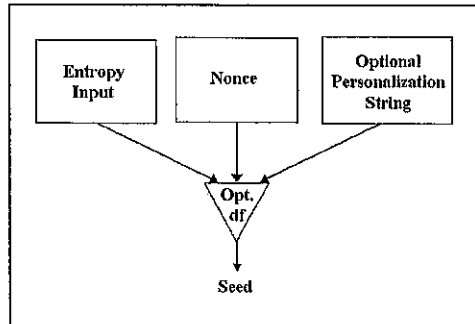 Entropy
Input
Nonce
Optional
Personalization
String
Opt.
df
Seed